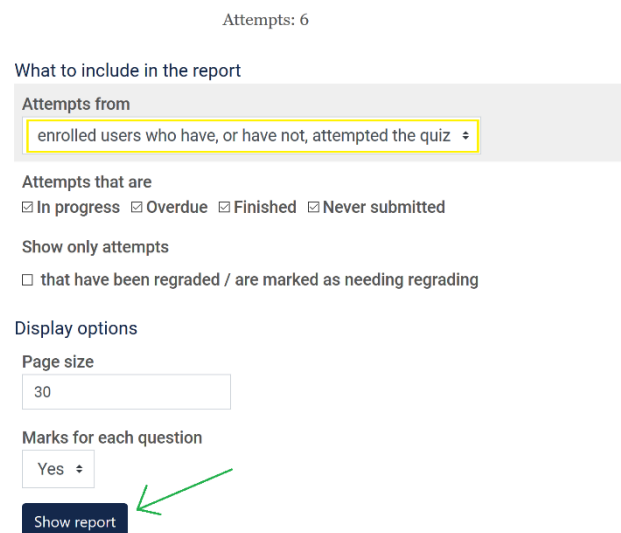 Attempts: 6
What to include in the report
Attempts from
enrolled users who have, or have not, attempted the quiz
Attempts that are
In progress Overdue Finished Never submitted
Show only attempts
that have been regraded / are marked as needing regrading
Display options
Page size
30
Marks for each question
Yes
Show report